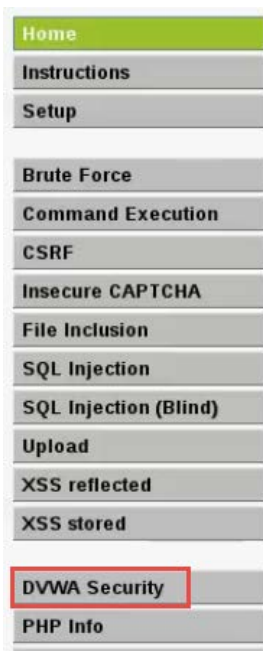 Home
Instructions
Setup
Brute Force
Command Execution
CSRF
Insecure CAPTCHA
File Inclusion
SQL Injection
SQL Injection (Blind)
Upload
XSS reflected
XSS stored
DVWA Security
PHP Info